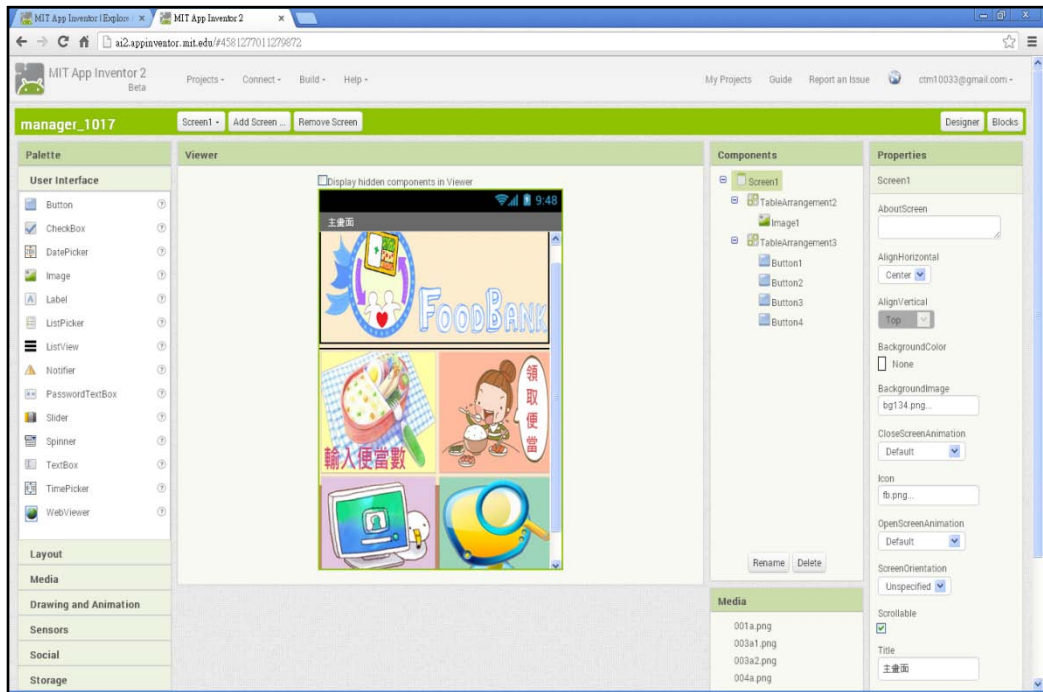 MIT App Inventor | Explore
MIT App Inventor 2
ai2.appinventor.mit.edu/#4581277011279872
MIT App Inventor 2
Beta
Projects
Connect
Build
Help
My Projects
Guide
Report an Issue
ctm10033@gmail.com
manager_1017
Screen1
Add Screen ...
Remove Screen
Designer
Blocks
Palette
User Interface
Button
CheckBox
DatePicker
Image
Label
ListPicker
ListView
Notifier
PasswordTextBox
Slider
Spinner
TextBox
TimePicker
WebViewer
Layout
Media
Drawing and Animation
Sensors
Social
Storage
Viewer
Display hidden components in Viewer
9:48
主畫面
FOODBANK
輸入便當數
領取便當
Components
Screen1
TableArrangement2
Image1
TableArrangement3
Button1
Button2
Button3
Button4
Rename
Delete
Media
001a.png
003a1.png
003a2.png
004a.png
Properties
Screen1
AboutScreen
AlignHorizontal
Center
AlignVertical
Top
BackgroundColor
None
BackgroundImage
bg134.png...
CloseScreenAnimation
Default
Icon
fb.png...
OpenScreenAnimation
Default
ScreenOrientation
Unspecified
Scrollable
Title
主畫面